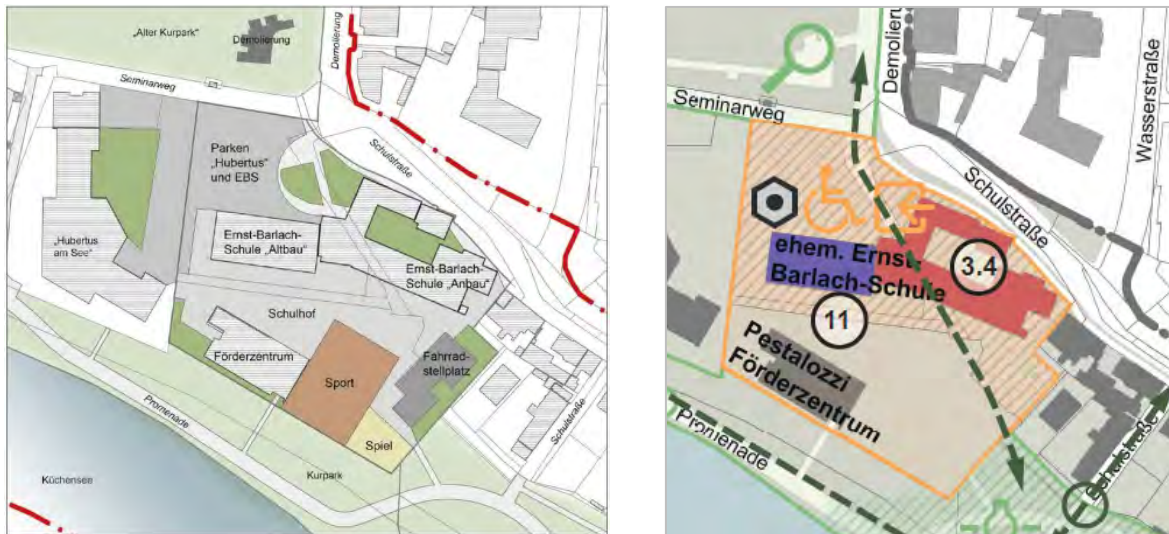 „Alter Kurpark"
Demolierung
Demolierung
Seminarweg
Parken
„Hubertus"
und EBS
Schulstraße
„Hubertus
am See"
Ernst-Barlach-
Schule „Altbau"
Ernst-Barlach-
Schule „Anbau"
Schulhof
Förderzentrum
Sport
Fahrrad-
stellplatz
Spiel
Promenade
Kurpark
Schulstraße
Küchensee
Seminarweg
Demolierung
Wasserstraße
Schulstraße
ehem. Ernst
Barlach-Schule
3.4
11
Pestalozzi
Förderzentrum
Promenade
Schulstraße